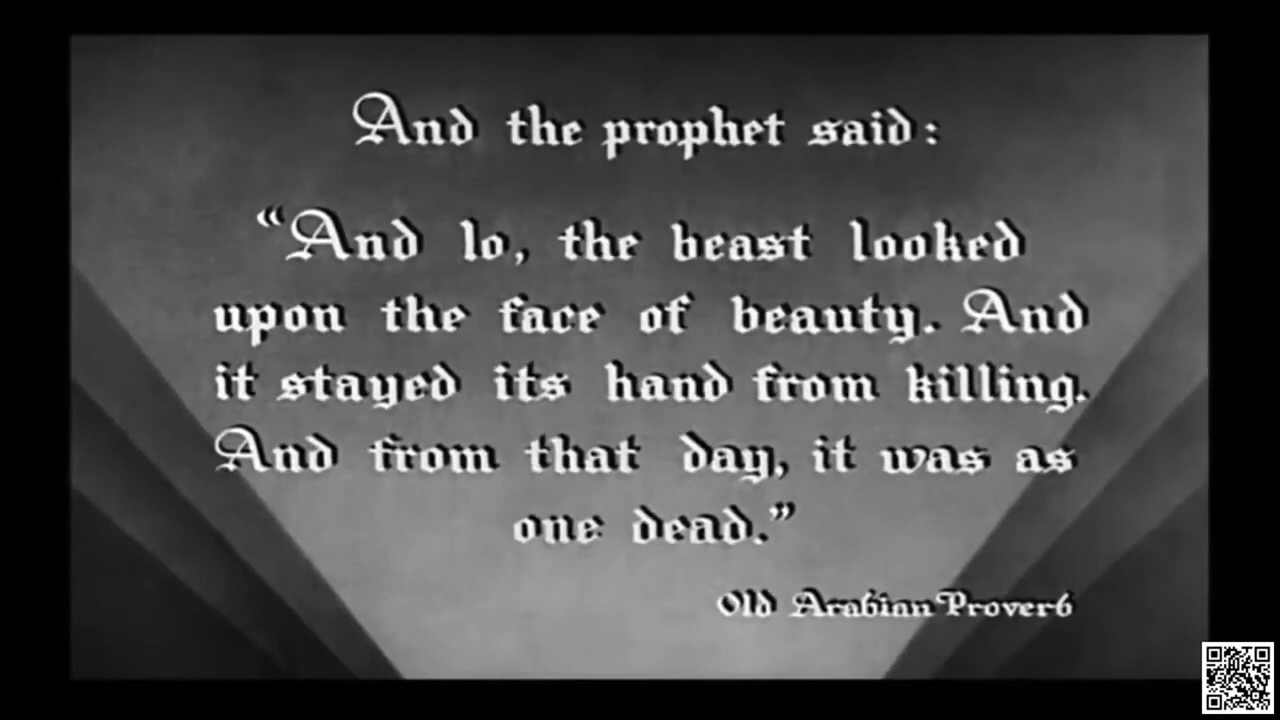 And the prophet said:
“And lo, the beast looked
upon the face of beauty. And
it stayed its hand from killing.
And from that day, it was as
one dead.”
Old Arabian Proverb